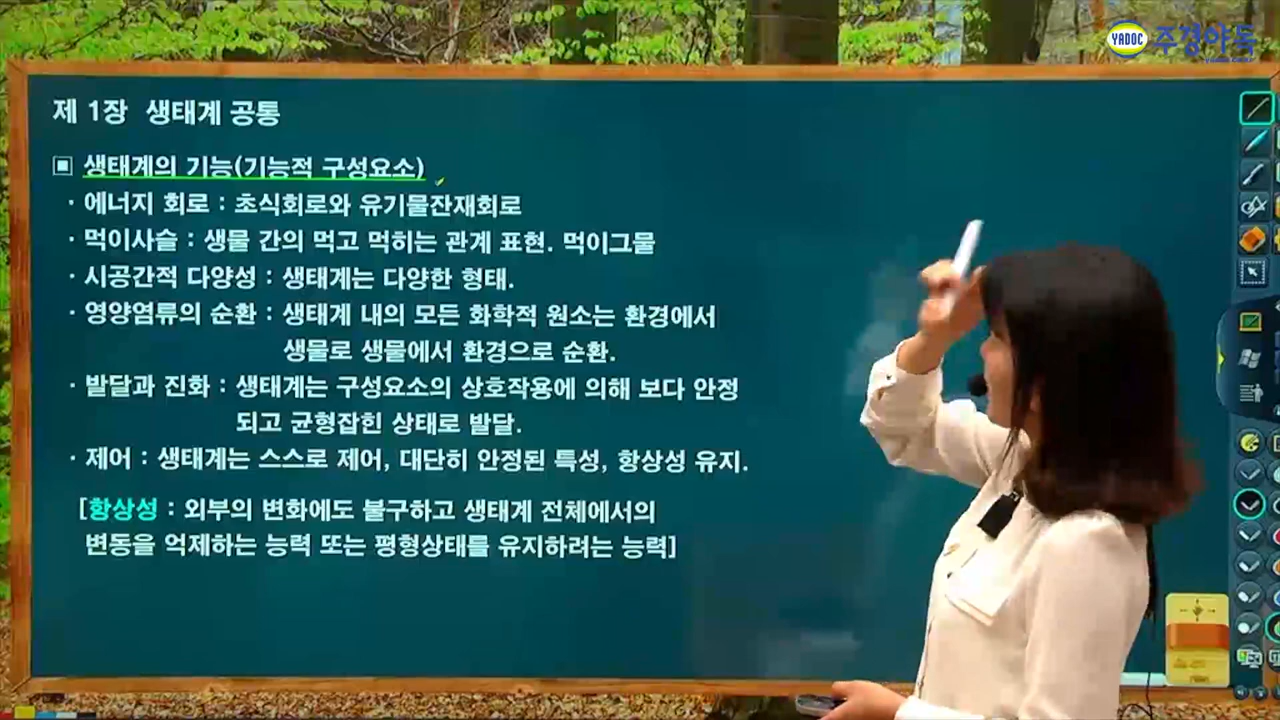 YADOC 주경야독
제 1장 생태계 공통
▣ 생태계의 기능(기능적 구성요소)
· 에너지 회로 : 초식회로와 유기물잔재회로
· 먹이사슬 : 생물 간의 먹고 먹히는 관계 표현. 먹이그물
· 시공간적 다양성 : 생태계는 다양한 형태.
· 영양염류의 순환 : 생태계 내의 모든 화학적 원소는 환경에서
생물로 생물에서 환경으로 순환.
· 발달과 진화 : 생태계는 구성요소의 상호작용에 의해 보다 안정
되고 균형잡힌 상태로 발달.
· 제어 : 생태계는 스스로 제어, 대단히 안정된 특성, 항상성 유지.
[항상성 : 외부의 변화에도 불구하고 생태계 전체에서의
변동을 억제하는 능력 또는 평형상태를 유지하려는 능력]